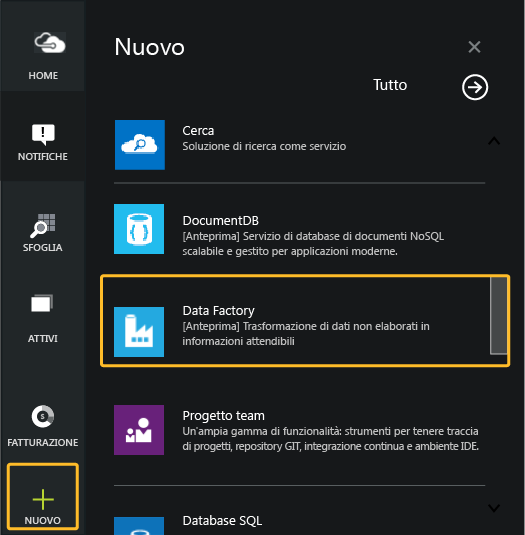 HOME
NOTIFICHE
SFOGLIA
ATTIVI
FATTURAZIONE
NUOVO
Nuovo
Tutto
Cerca
Soluzione di ricerca come servizio
DocumentDB
[Anteprima] Servizio di database di documenti NoSQL
scalabile e gestito per applicazioni moderne.
Data Factory
[Anteprima] Trasformazione di dati non elaborati in
informazioni attendibili
Progetto team
Un'ampia gamma di funzionalità: strumenti per tenere traccia
di progetti, repository GIT, integrazione continua e ambiente IDE.
Database SQL